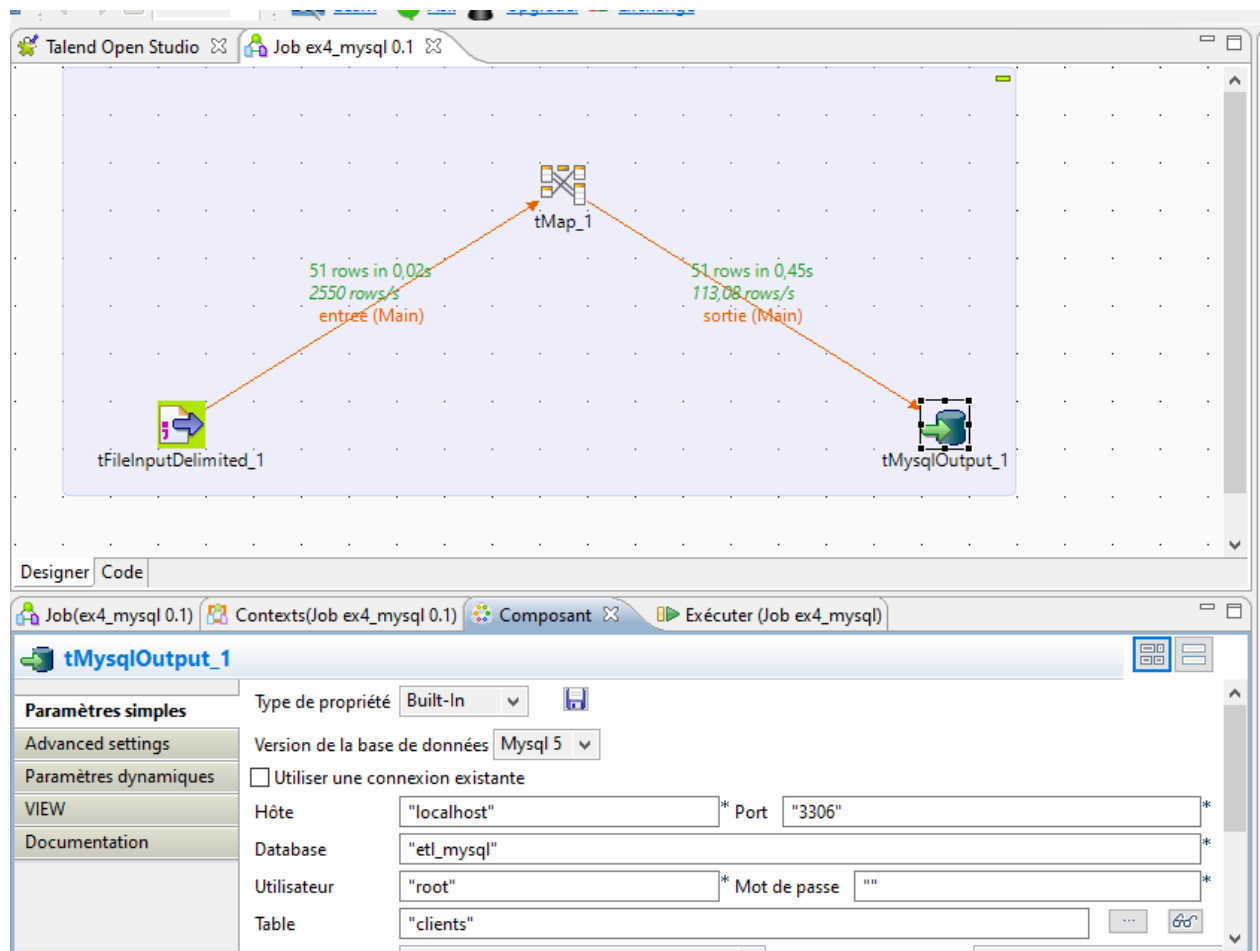 Talend Open Studio
Job ex4_mysql 0.1
tMap_1
51 rows in 0,02s
2550 rows/s
entree (Main)
51 rows in 0,45s
113,08 rows/s
sortie (Main)
tFileInputDelimited_1
tMysqlOutput_1
Designer
Code
Job(ex4_mysql 0.1)
Contexts(Job ex4_mysql 0.1)
Composant
Exécuter (Job ex4_mysql)
tMysqlOutput_1
Paramètres simples
Advanced settings
Paramètres dynamiques
VIEW
Documentation
Type de propriété Built-In
Version de la base de données Mysql 5
Utiliser une connexion existante
Hôte "localhost" * Port "3306" *
Database "etl_mysql" *
Utilisateur "root" * Mot de passe "" *
Table "clients" ...